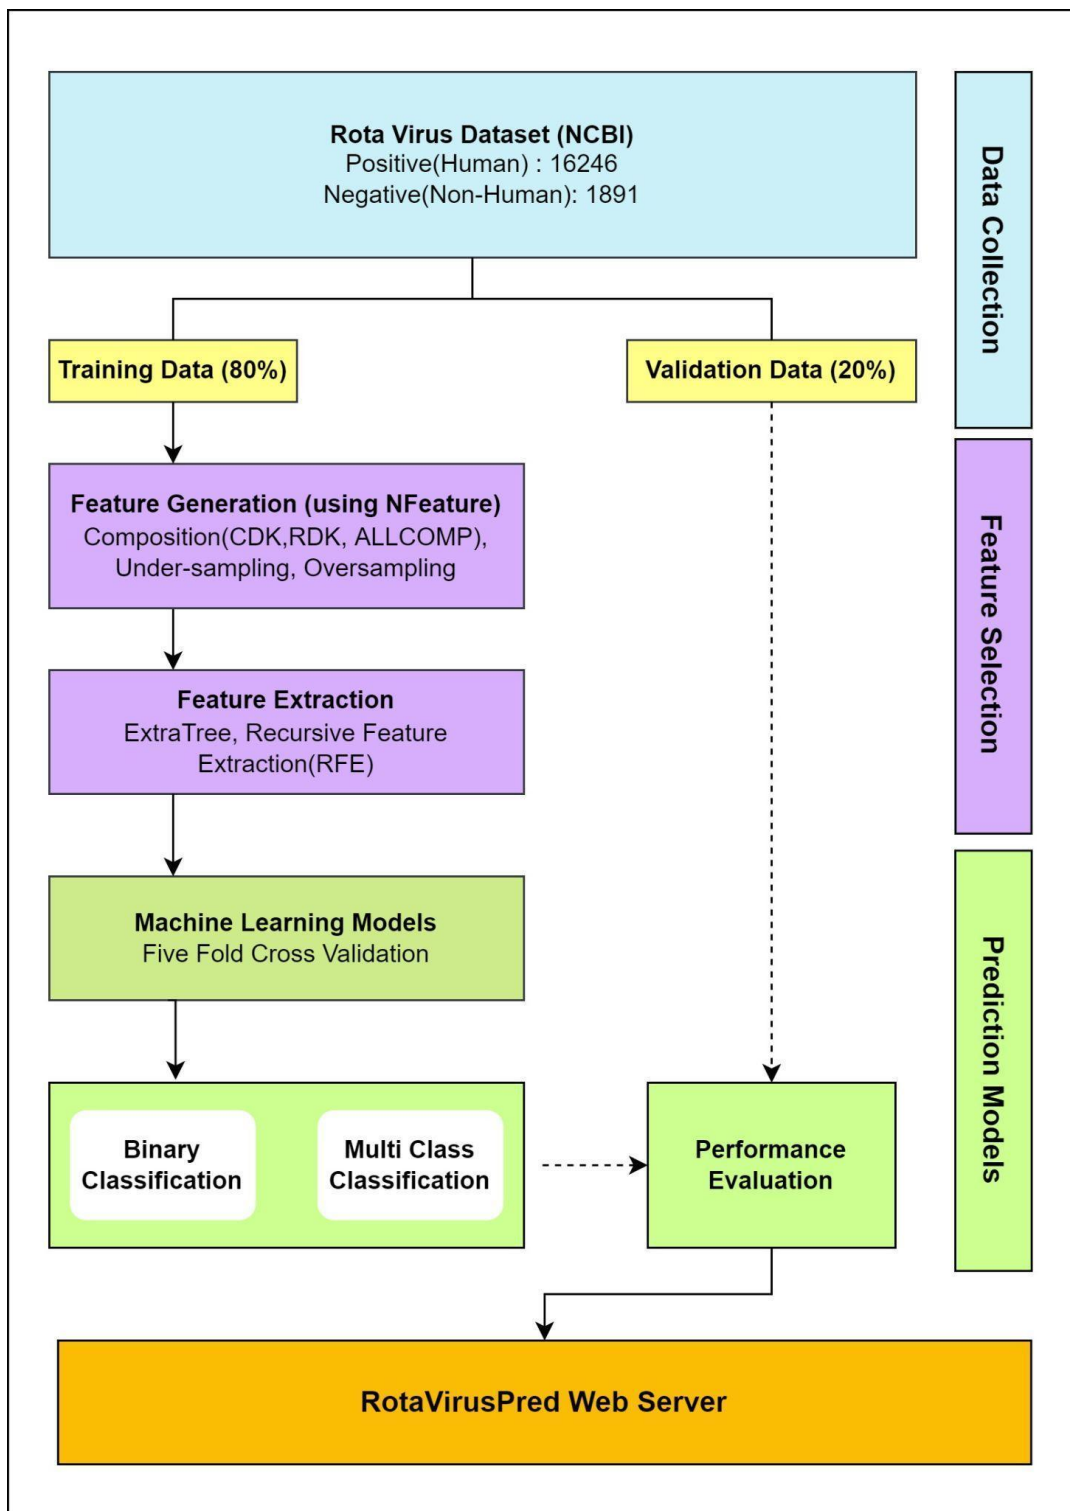 Rota Virus Dataset (NCBI)
Positive(Human) : 16246
Negative(Non-Human): 1891
Data Collection
Training Data (80%)
Validation Data (20%)
Feature Generation (using NFeature)
Composition(CDK,RDK, ALLCOMP),
Under-sampling, Oversampling
Feature Selection
Feature Extraction
ExtraTree, Recursive Feature
Extraction(RFE)
Machine Learning Models
Five Fold Cross Validation
Prediction Models
Binary
Classification
Multi Class
Classification
Performance
Evaluation
RotaVirusPred Web Server